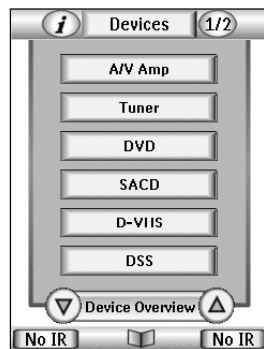 i Devices 1/2
A/V Amp
Tuner
DVD
SACD
D-VHS
DSS
Device Overview
No IR No IR